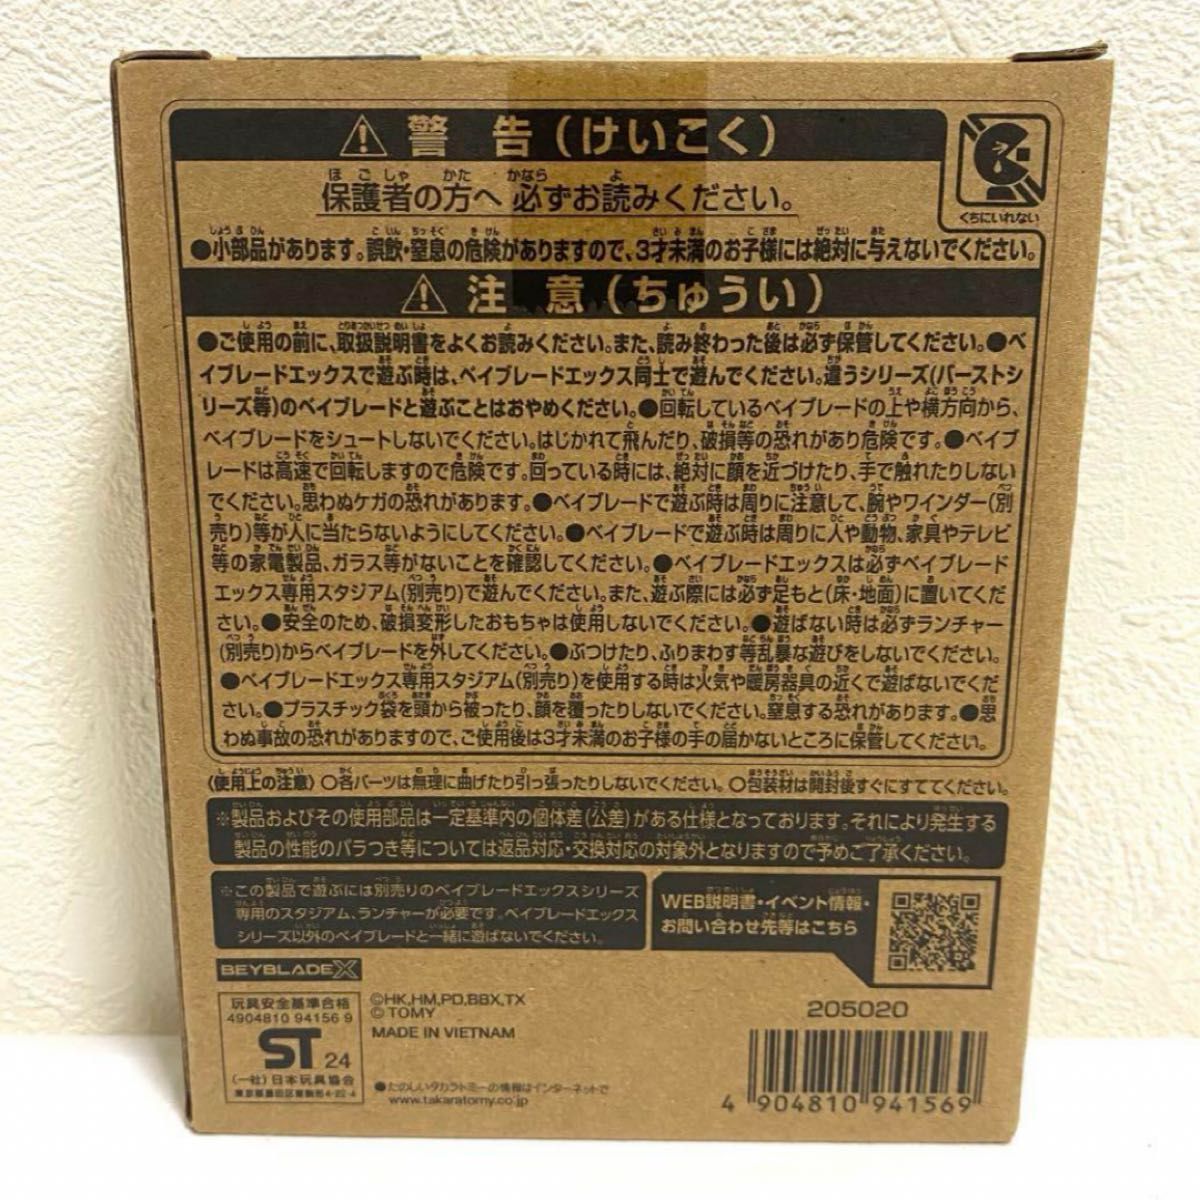 ⚠警 告(けいこく)
保護者の方へ 必ずお読みください。
くちにいれない
●小部品があります。誤飲・窒息の危険がありますので、3才未満のお子様には絶対に与えないでください。
⚠注 意(ちゅうい)
●ご使用の前に、取扱説明書をよくお読みください。また、読み終わった後は必ず保管してください。●ベ
イブレードエックスで遊ぶ時は、ベイブレードエックス同士で遊んでください。違うシリーズ(バーストシ
リーズ等)のベイブレードと遊ぶことはおやめください。●回転しているベイブレードの上や横方向から、
ベイブレードをシュートしないでください。はじかれて飛んだり、破損等の恐れがあり危険です。●ベイブ
レードは高速で回転しますので危険です。回っている時には、絶対に顔を近づけたり、手で触れたりしない
でください。思わぬケガの恐れがあります。●ベイブレードで遊ぶ時は周りに注意して、腕やワインダー(別
売り)等が人に当たらないようにしてください。●ベイブレードで遊ぶ時は周りに人や動物、家具やテレビ
等の家電製品、ガラス等がないことを確認してください。●ベイブレードエックスは必ずベイブレード
エックス専用スタジアム(別売り)で遊んでください。また、遊ぶ際には必ず足もと(床・地面)に置いてくだ
さい。●安全のため、破損変形したおもちゃは使用しないでください。●遊ばない時は必ずランチャー
(別売り)からベイブレードを外してください。●ぶつけたり、ふりまわす等乱暴な遊びをしないでください。
●ベイブレードエックス専用スタジアム(別売り)を使用する時は火気や暖房器具の近くで遊ばないでくだ
さい。●プラスチック袋を頭から被ったり、顔を覆ったりしないでください。窒息する恐れがあります。●思
わぬ事故の恐れがありますので、ご使用後は3才未満のお子様の手の届かないところに保管してください。
〈使用上の注意〉○各パーツは無理に曲げたり引っ張ったりしないでください。○包装材は開封後すぐにすててください。
※製品およびその使用部品は一定基準内の個体差(公差)がある仕様となっております。それにより発生する
製品の性能のバラつき等については返品対応・交換対応の対象外となりますので予めご了承ください。
※この製品で遊ぶには別売りのベイブレードエックスシリーズ
専用のスタジアム、ランチャーが必要です。ベイブレードエックス
シリーズ以外のベイブレードと一緒に遊ばないでください。
WEB説明書・イベント情報・
お問い合わせ先等はこちら
BEYBLADE X
玩具安全基準合格
4904810 94156 9
ST 24
(一社)日本玩具協会
東京都墨田区東駒形4-22-4
©HK,HM,PD,BBX,TX
© TOMY
MADE IN VIETNAM
●たのしいタカラトミーの情報はインターネットで
www.takaratomy.co.jp
205020
4 904810 941569